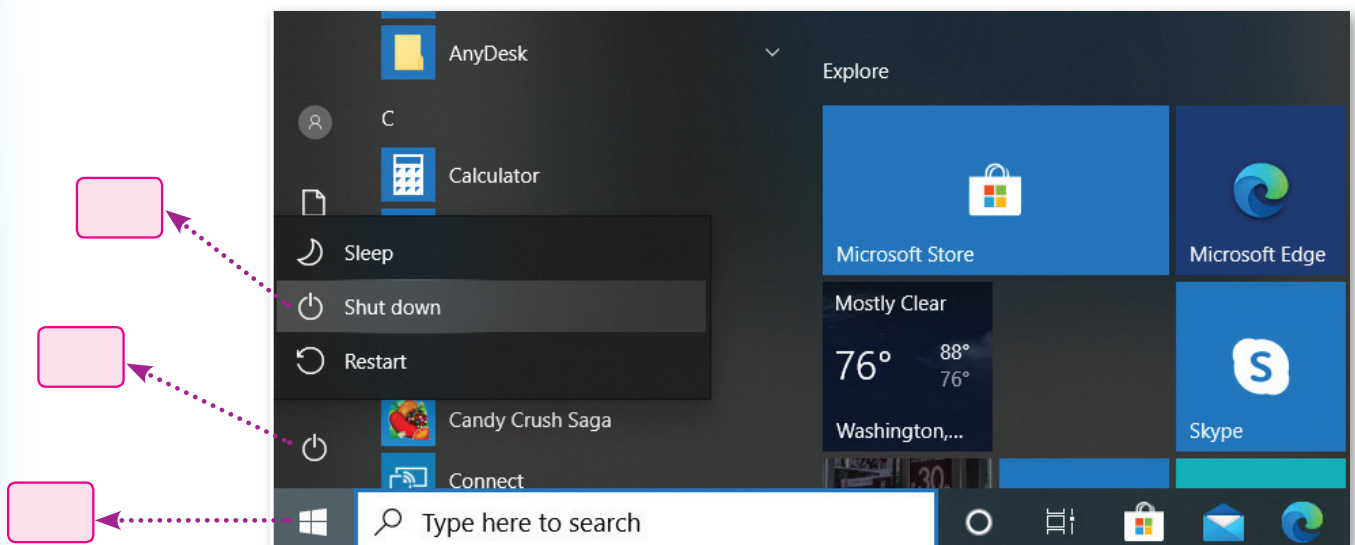 AnyDesk
C
Calculator
Sleep
Shut down
Restart
Candy Crush Saga
Connect
Type here to search
Explore
Microsoft Store
Microsoft Edge
Mostly Clear
76° 88°
76°
Washington,...
S
Skype
.30